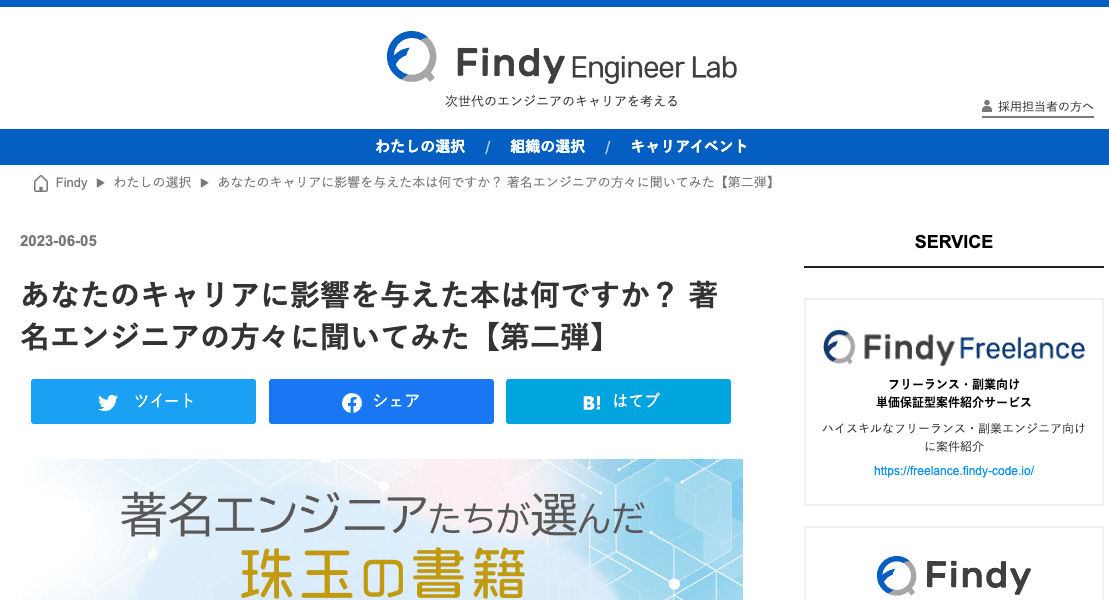 Findy Engineer Lab
次世代のエンジニアのキャリアを考える
採用担当者の方へ
わたしの選択 / 組織の選択 / キャリアイベント
Findy ▶ わたしの選択 ▶ あなたのキャリアに影響を与えた本は何ですか？ 著名エンジニアの方々に聞いてみた【第二弾】
2023-06-05
あなたのキャリアに影響を与えた本は何ですか？ 著
名エンジニアの方々に聞いてみた【第二弾】
ツイート
シェア
B! はてブ
著名エンジニアたちが選んだ
珠玉の書籍
SERVICE
Findy Freelance
フリーランス・副業向け
単価保証型案件紹介サービス
ハイスキルなフリーランス・副業エンジニア向け
に案件紹介
https://freelance.findy-code.io/
Findy